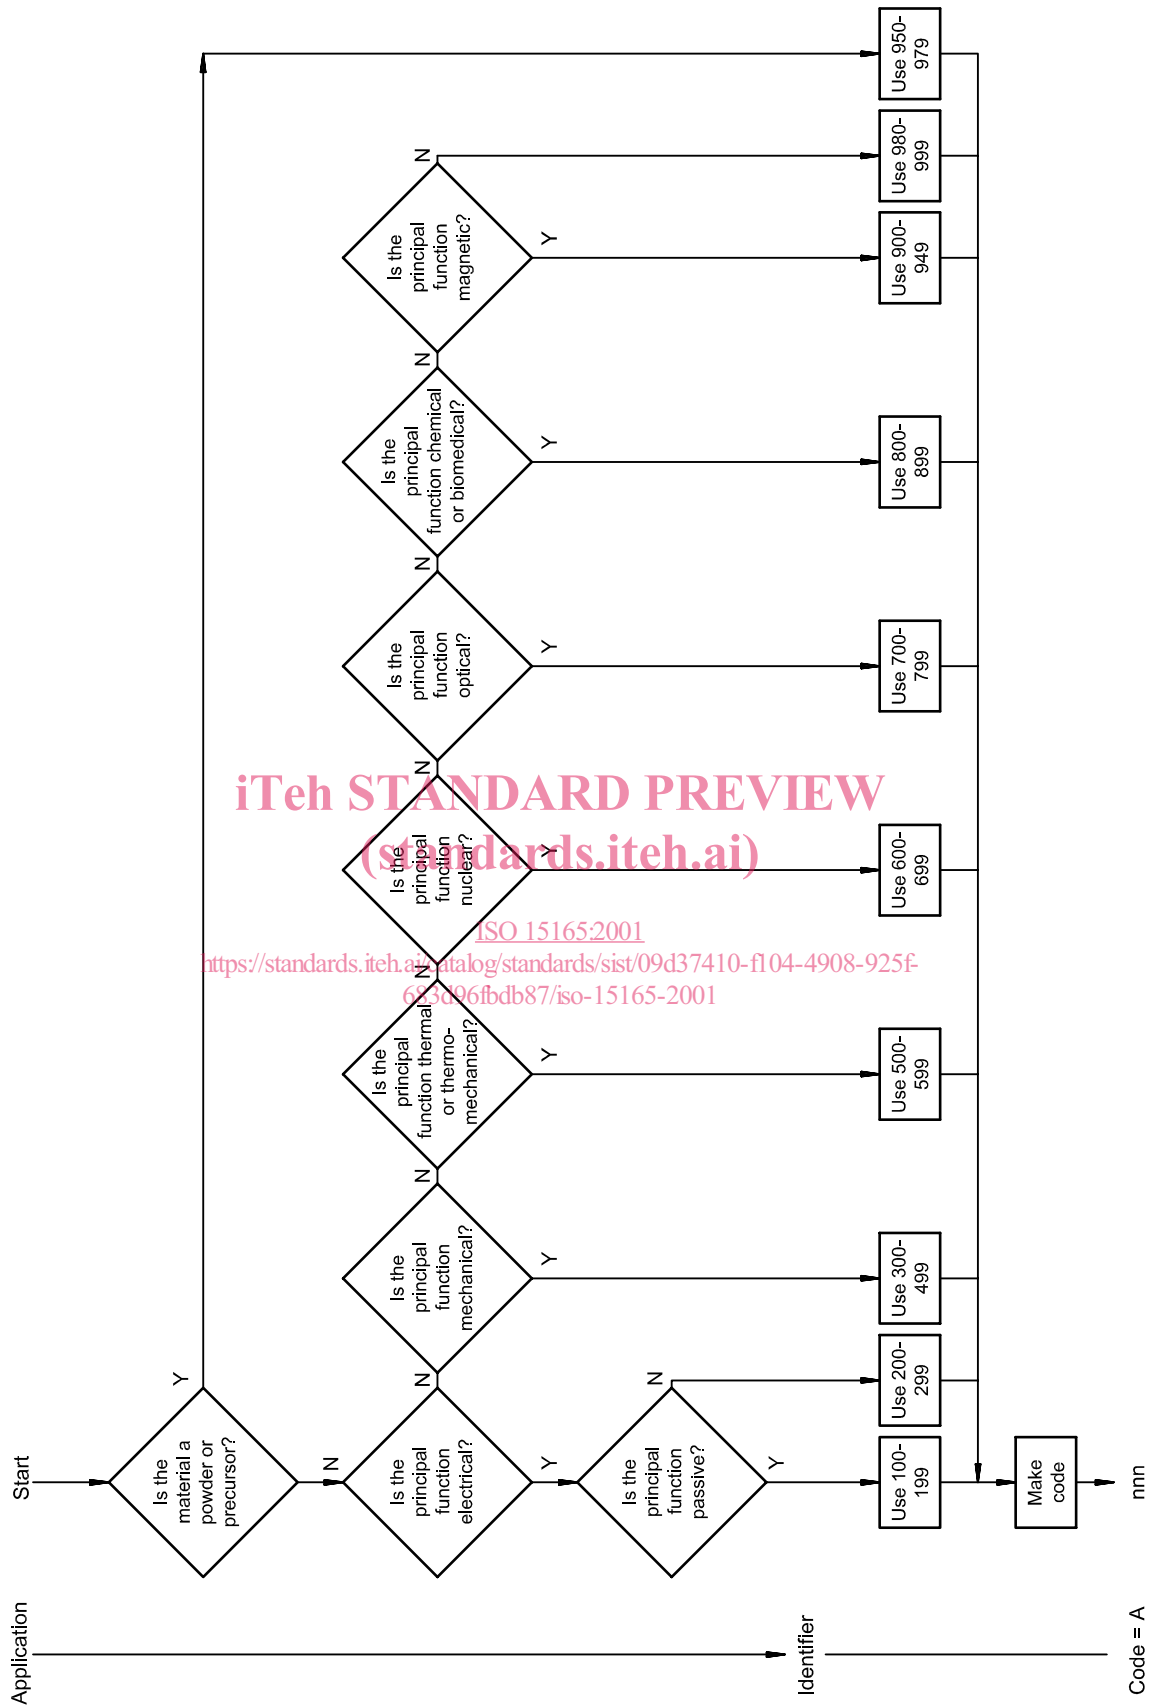 Application
Start
Is the
material a
powder or
precursor?
Y
N
Is the
principal
function
electrical?
N
Y
Is the
principal
function
mechanical?
N
Y
Is the
principal
function thermal
or thermo-
mechanical?
N
Y
Is the
principal
function
nuclear?
N
Y
Is the
principal
function
optical?
N
Y
Is the
principal
function chemical
or biomedical?
N
Y
Is the
principal
function
magnetic?
N
Y
Is the
principal
function
passive?
N
Y
Identifier
Use 100-
199
Use 200-
299
Use 300-
499
Use 500-
599
Use 600-
699
Use 700-
799
Use 800-
899
Use 900-
949
Use 980-
999
Use 950-
979
Make
code
Code = A
nnn
iTeh STANDARD PREVIEW
(standards.iteh.ai)
ISO 15165:2001
https://standards.iteh.ai/catalog/standards/sist/09d37410-f104-4908-925f-
683d96fbdb87/iso-15165-2001